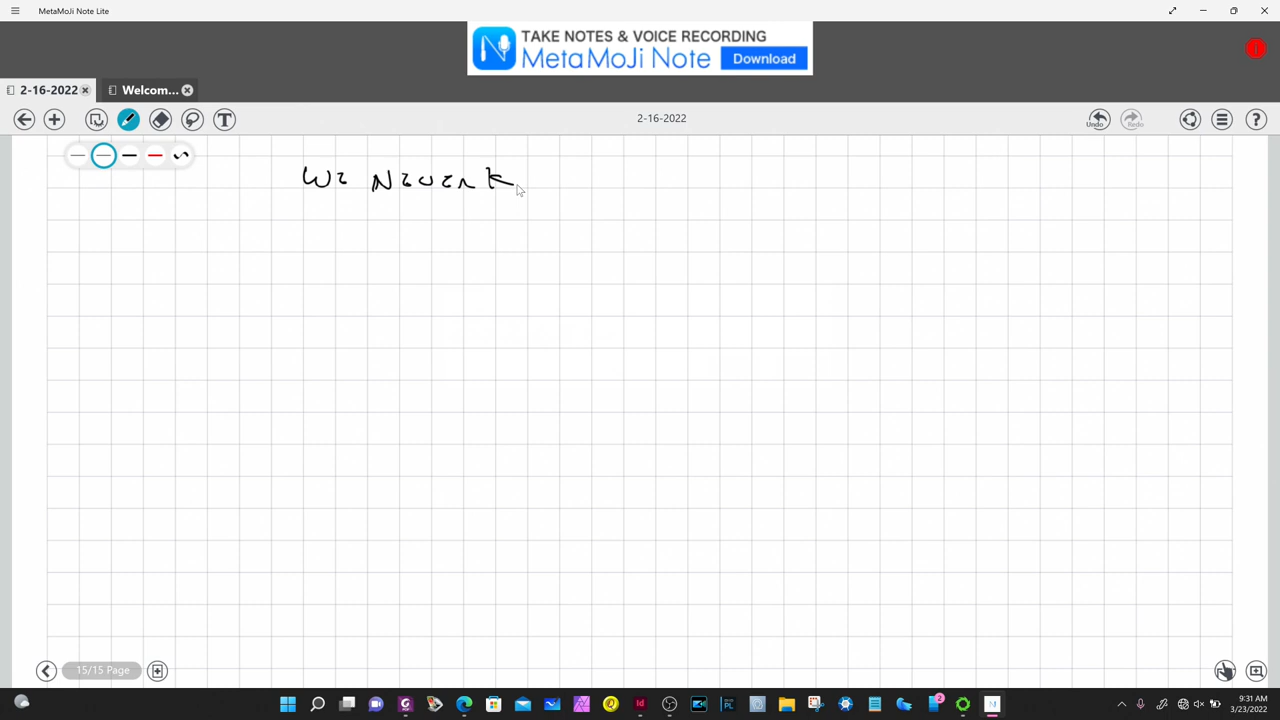 MetaMoJi Note Lite
TAKE NOTES & VOICE RECORDING
MetaMoJi Note Download
2-16-2022 Welcom...
T 2-16-2022 Undo Redo ?
We Never K
15/15 Page
9:31 AM
3/23/2022